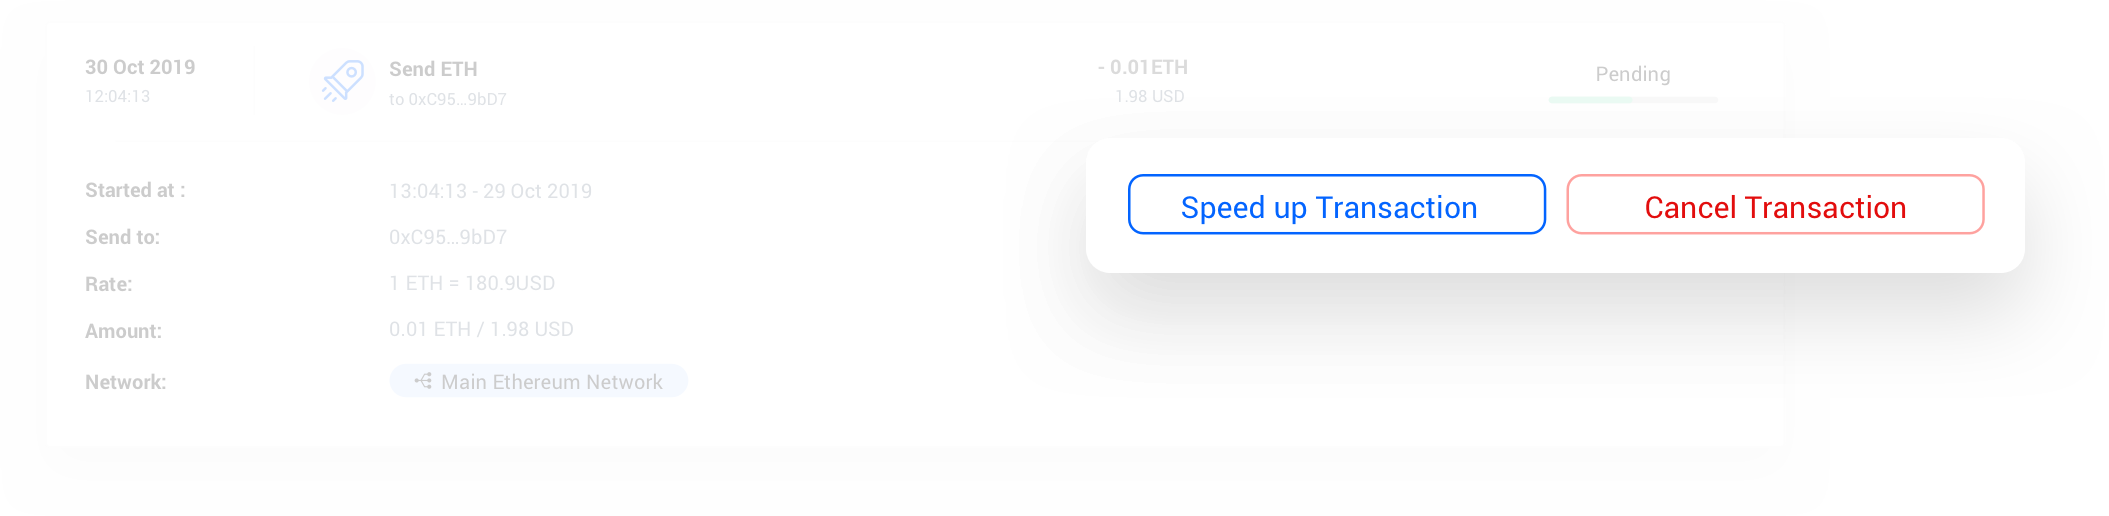 30 Oct 2019
12:04:13
Send ETH
to 0xC95...9bD7
- 0.01ETH
1.98 USD
Pending
Speed up Transaction
Cancel Transaction
Started at : 13:04:13 - 29 Oct 2019
Send to: 0xC95...9bD7
Rate: 1 ETH = 180.9USD
Amount: 0.01 ETH / 1.98 USD
Network: Main Ethereum Network